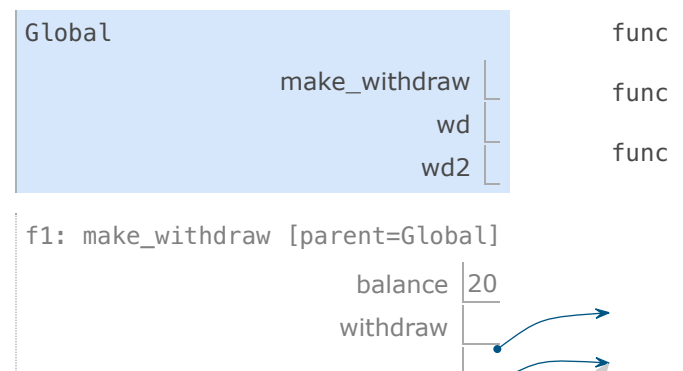 Global
func
make_withdraw
func
wd
func
wd2
f1: make_withdraw [parent=Global]
balance 20
withdraw